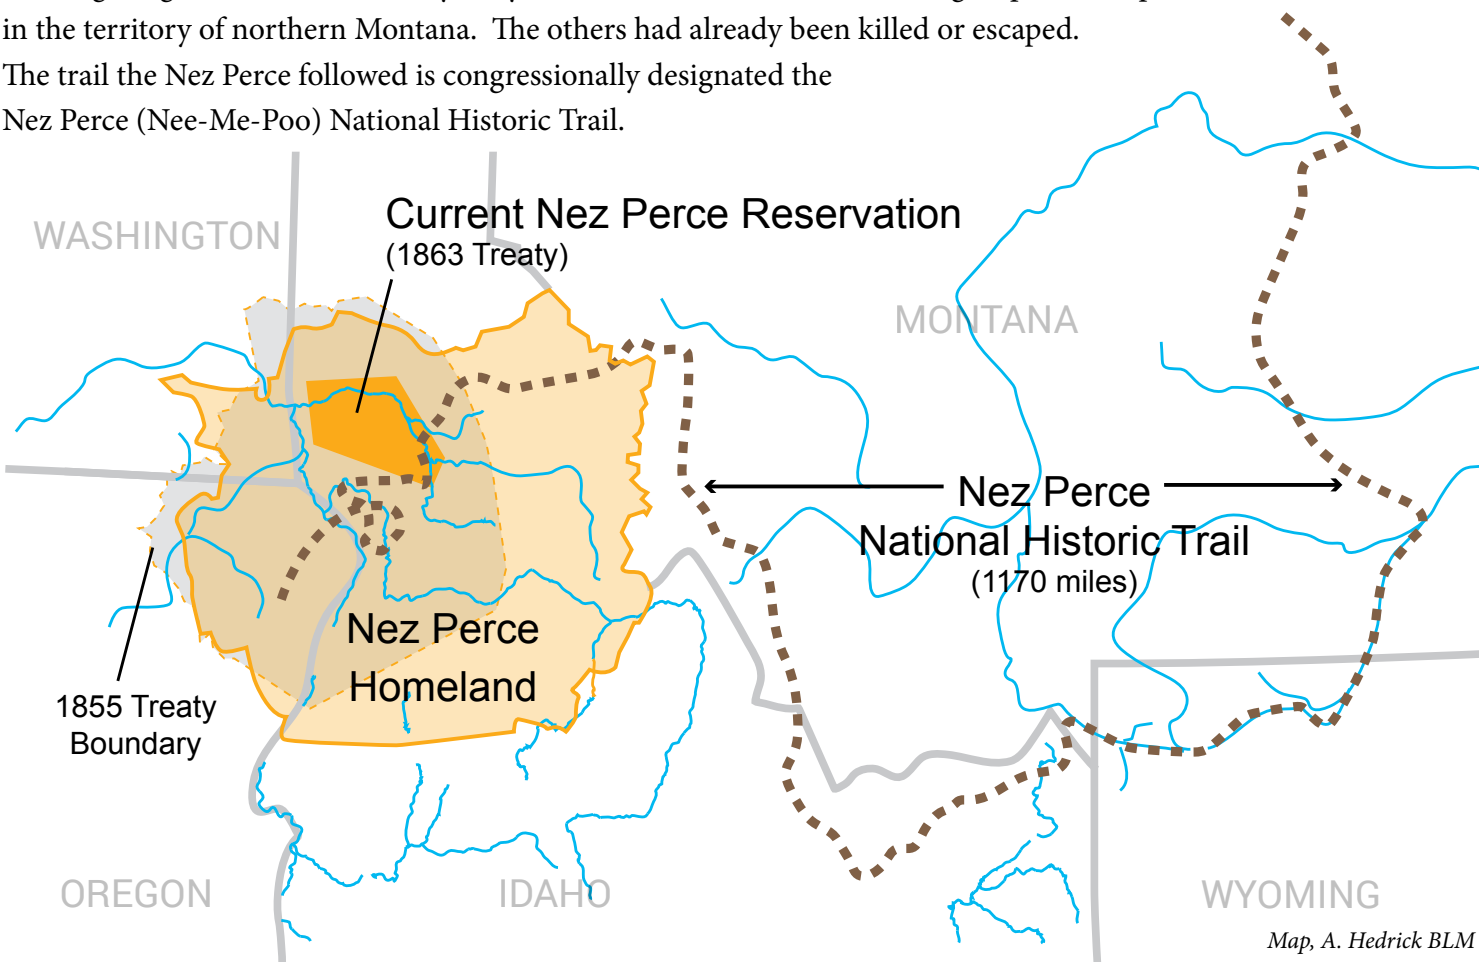 in the territory of northern Montana. The others had already been killed or escaped.
The trail the Nez Perce followed is congressionally designated the
Nez Perce (Nee-Me-Poo) National Historic Trail.
WASHINGTON
Current Nez Perce Reservation
(1863 Treaty)
MONTANA
Nez Perce
National Historic Trail
(1170 miles)
Nez Perce
Homeland
1855 Treaty
Boundary
OREGON
IDAHO
WYOMING
Map, A. Hedrick BLM